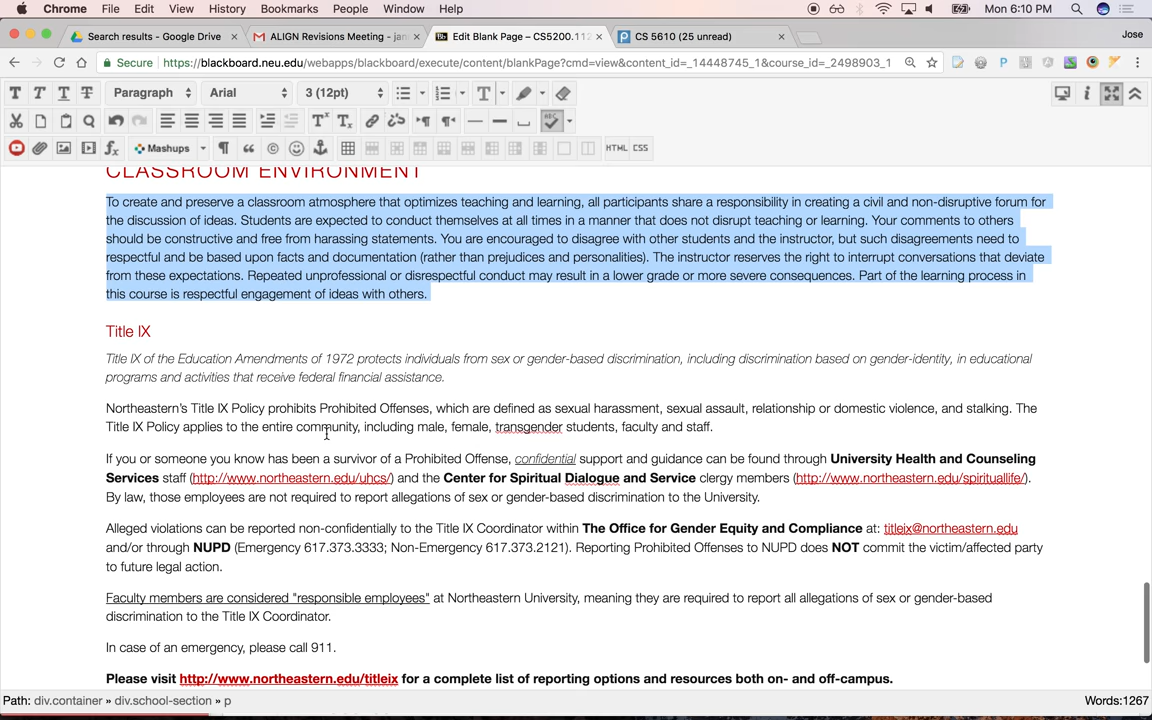 Chrome File Edit View History Bookmarks People Window Help Mon 6:10 PM
Search results - Google Drive × ALIGN Revisions Meeting - jan × Edit Blank Page – CS5200.112 × CS 5610 (25 unread) × Jose
Secure https://blackboard.neu.edu/webapps/blackboard/execute/content/blankPage?cmd=view&content_id=_14448745_1&course_id=_2498903_1
T T T T Paragraph Arial 3 (12pt) T
Mashups HTML CSS
CLASSROOM ENVIRONMENT
To create and preserve a classroom atmosphere that optimizes teaching and learning, all participants share a responsibility in creating a civil and non-disruptive forum for
the discussion of ideas. Students are expected to conduct themselves at all times in a manner that does not disrupt teaching or learning. Your comments to others
should be constructive and free from harassing statements. You are encouraged to disagree with other students and the instructor, but such disagreements need to
respectful and be based upon facts and documentation (rather than prejudices and personalities). The instructor reserves the right to interrupt conversations that deviate
from these expectations. Repeated unprofessional or disrespectful conduct may result in a lower grade or more severe consequences. Part of the learning process in
this course is respectful engagement of ideas with others.
Title IX
Title IX of the Education Amendments of 1972 protects individuals from sex or gender-based discrimination, including discrimination based on gender-identity, in educational
programs and activities that receive federal financial assistance.
Northeastern's Title IX Policy prohibits Prohibited Offenses, which are defined as sexual harassment, sexual assault, relationship or domestic violence, and stalking. The
Title IX Policy applies to the entire community, including male, female, transgender students, faculty and staff.
If you or someone you know has been a survivor of a Prohibited Offense, confidential support and guidance can be found through University Health and Counseling
Services staff (http://www.northeastern.edu/uhcs/) and the Center for Spiritual Dialogue and Service clergy members (http://www.northeastern.edu/spirituallife/).
By law, those employees are not required to report allegations of sex or gender-based discrimination to the University.
Alleged violations can be reported non-confidentially to the Title IX Coordinator within The Office for Gender Equity and Compliance at: titleix@northeastern.edu
and/or through NUPD (Emergency 617.373.3333; Non-Emergency 617.373.2121). Reporting Prohibited Offenses to NUPD does NOT commit the victim/affected party
to future legal action.
Faculty members are considered "responsible employees" at Northeastern University, meaning they are required to report all allegations of sex or gender-based
discrimination to the Title IX Coordinator.
In case of an emergency, please call 911.
Please visit http://www.northeastern.edu/titleix for a complete list of reporting options and resources both on- and off-campus.
Path: div.container » div.school-section » p Words:1267